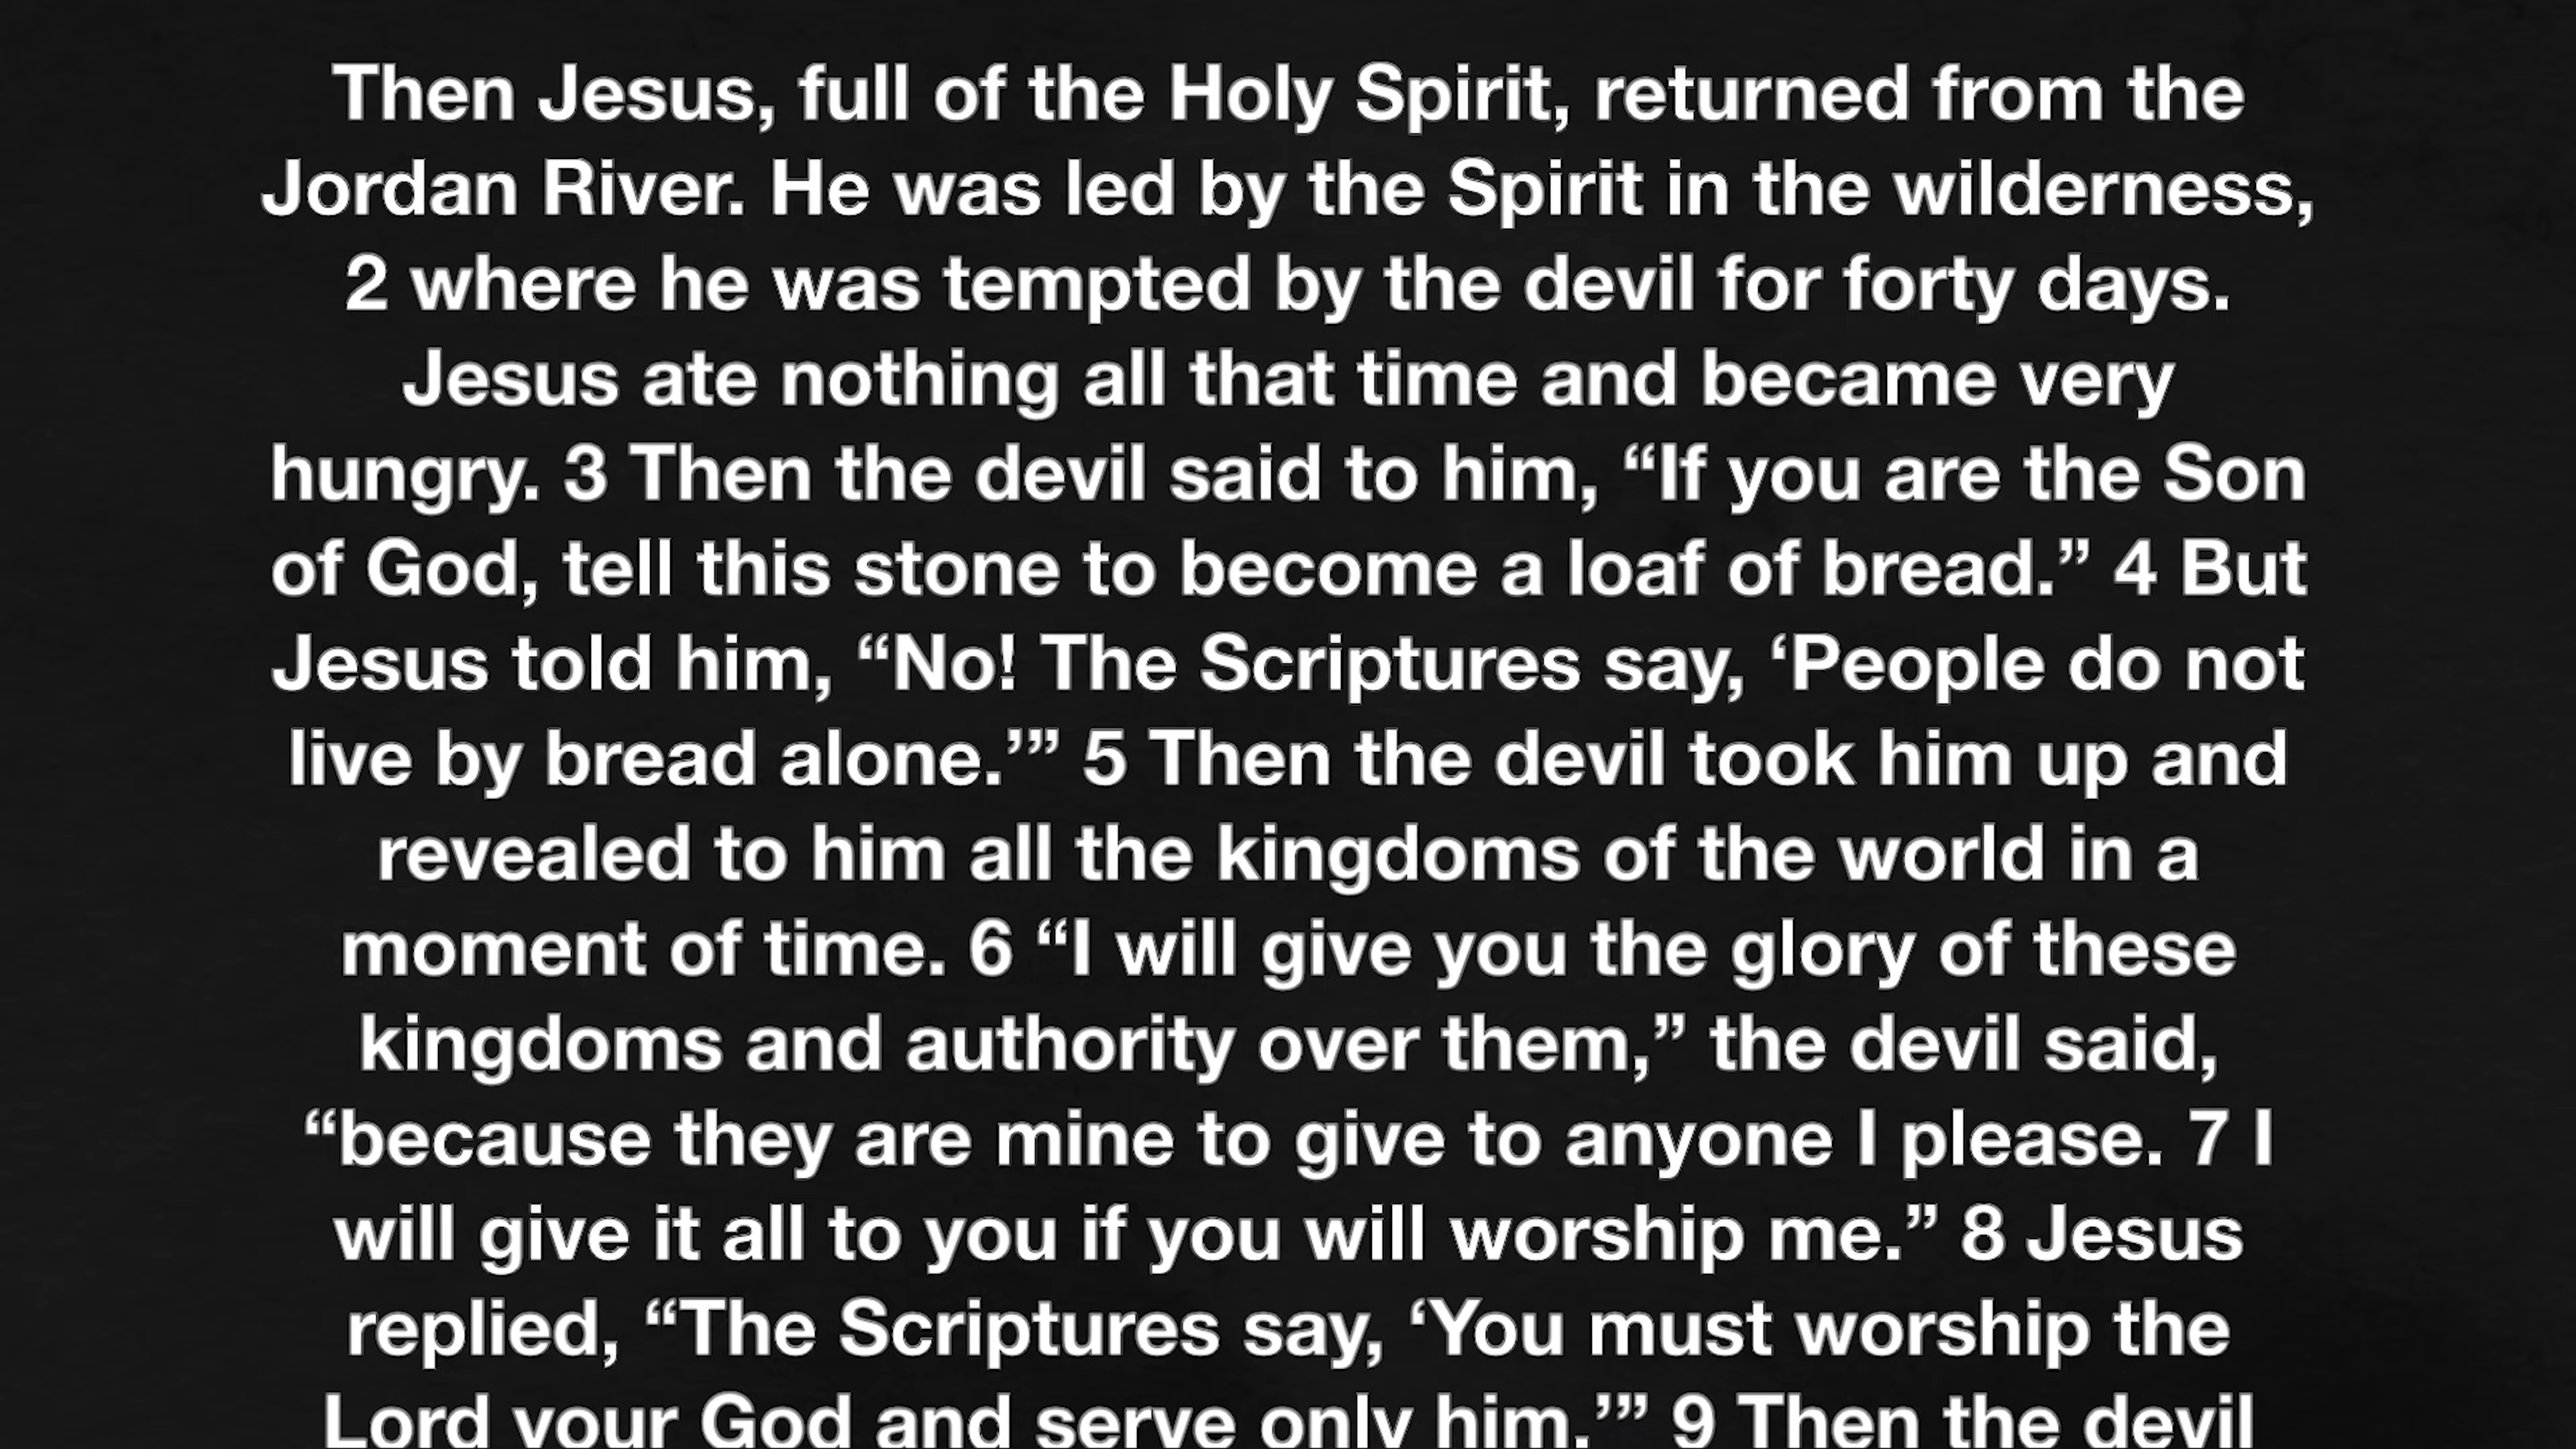 Then Jesus, full of the Holy Spirit, returned from the
Jordan River. He was led by the Spirit in the wilderness,
2 where he was tempted by the devil for forty days.
Jesus ate nothing all that time and became very
hungry. 3 Then the devil said to him, “If you are the Son
of God, tell this stone to become a loaf of bread.” 4 But
Jesus told him, “No! The Scriptures say, ‘People do not
live by bread alone.’” 5 Then the devil took him up and
revealed to him all the kingdoms of the world in a
moment of time. 6 “I will give you the glory of these
kingdoms and authority over them,” the devil said,
“because they are mine to give to anyone I please. 7 I
will give it all to you if you will worship me.” 8 Jesus
replied, “The Scriptures say, ‘You must worship the
Lord your God and serve only him.’” 9 Then the devil